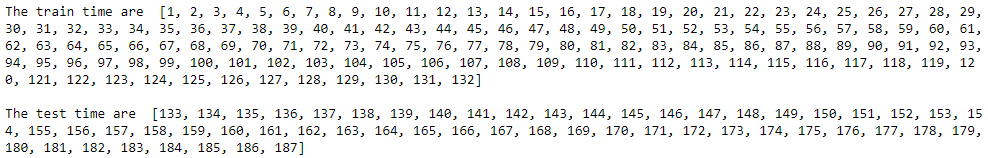 The train time are  [1, 2, 3, 4, 5, 6, 7, 8, 9, 10, 11, 12, 13, 14, 15, 16, 17, 18, 19, 20, 21, 22, 23, 24, 25, 26, 27, 28, 29,
30, 31, 32, 33, 34, 35, 36, 37, 38, 39, 40, 41, 42, 43, 44, 45, 46, 47, 48, 49, 50, 51, 52, 53, 54, 55, 56, 57, 58, 59, 60, 61,
62, 63, 64, 65, 66, 67, 68, 69, 70, 71, 72, 73, 74, 75, 76, 77, 78, 79, 80, 81, 82, 83, 84, 85, 86, 87, 88, 89, 90, 91, 92, 93,
94, 95, 96, 97, 98, 99, 100, 101, 102, 103, 104, 105, 106, 107, 108, 109, 110, 111, 112, 113, 114, 115, 116, 117, 118, 119, 12
0, 121, 122, 123, 124, 125, 126, 127, 128, 129, 130, 131, 132]
The test time are  [133, 134, 135, 136, 137, 138, 139, 140, 141, 142, 143, 144, 145, 146, 147, 148, 149, 150, 151, 152, 153, 15
4, 155, 156, 157, 158, 159, 160, 161, 162, 163, 164, 165, 166, 167, 168, 169, 170, 171, 172, 173, 174, 175, 176, 177, 178, 179,
180, 181, 182, 183, 184, 185, 186, 187]